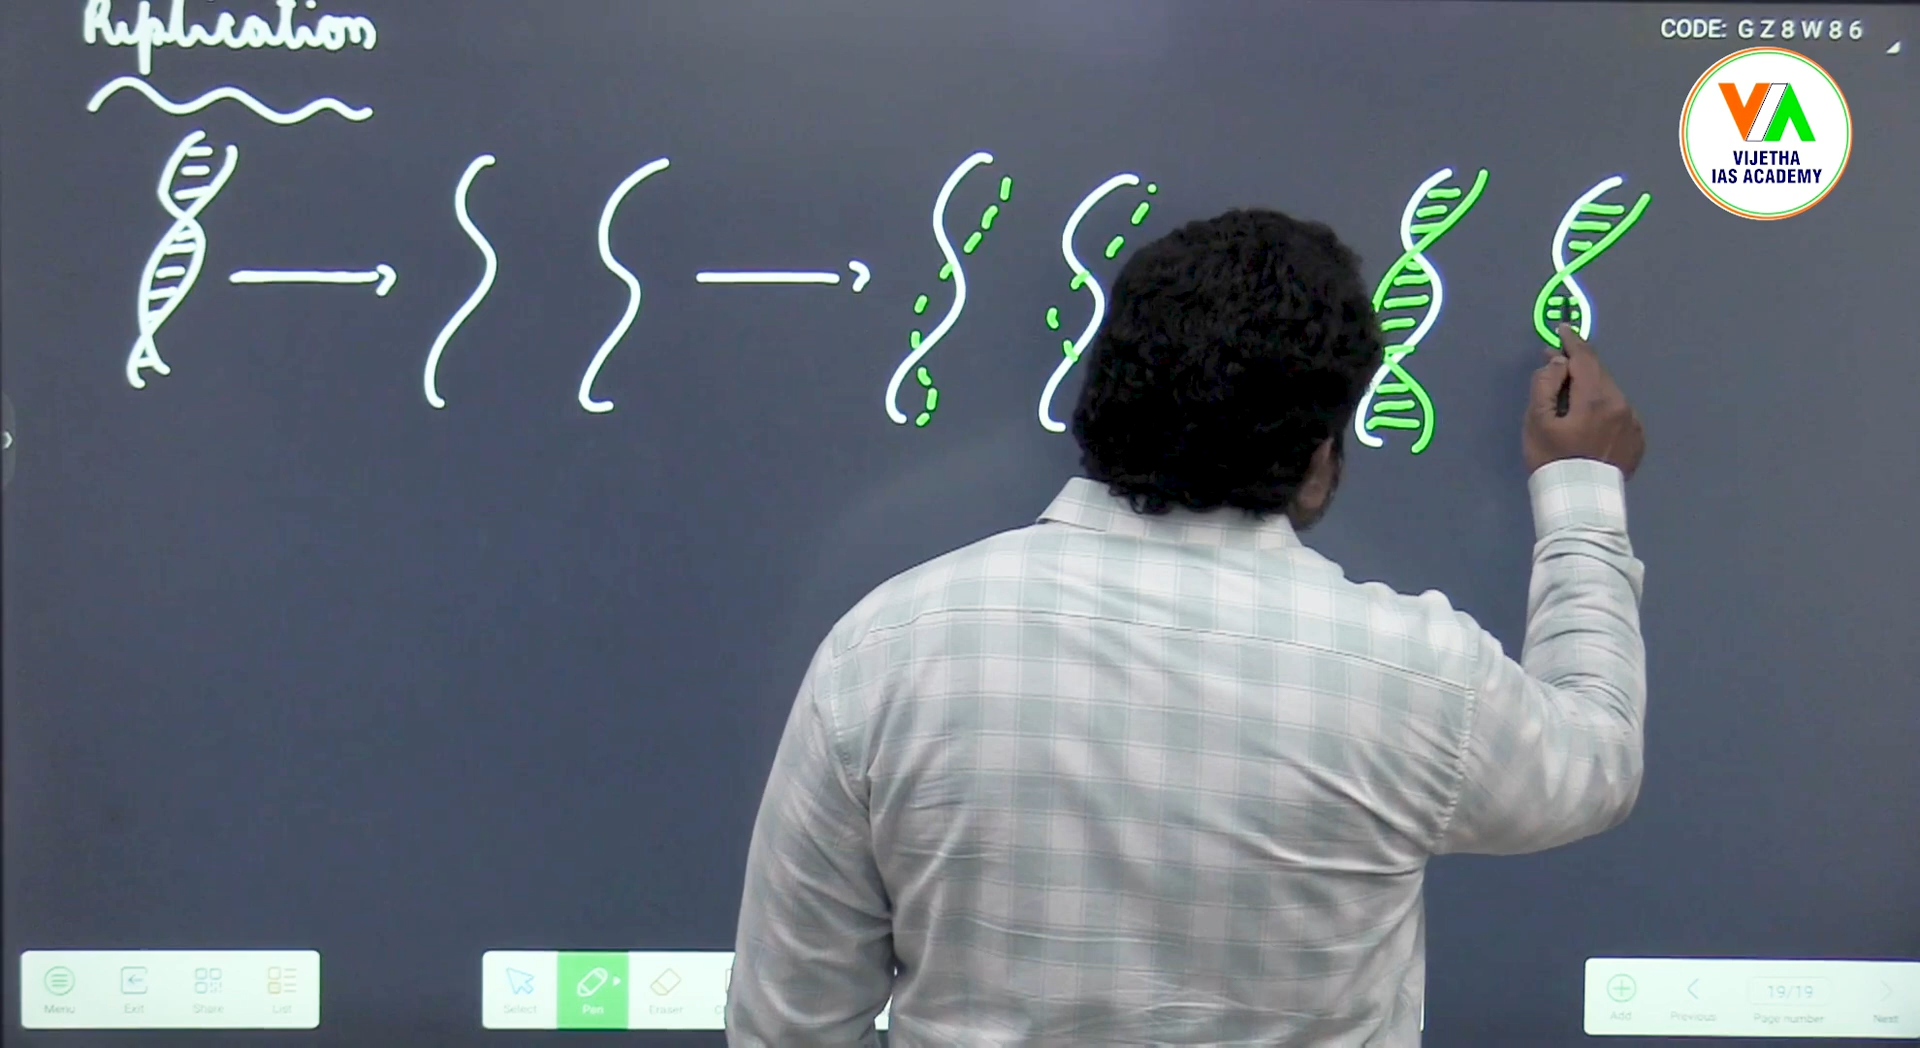 Replication
CODE: GZ8W86
VIA
VIJETHA
IAS ACADEMY
Menu
Exit
Share
List
Select
Pen
Eraser
Add
Previous
19/19
Page number
Next